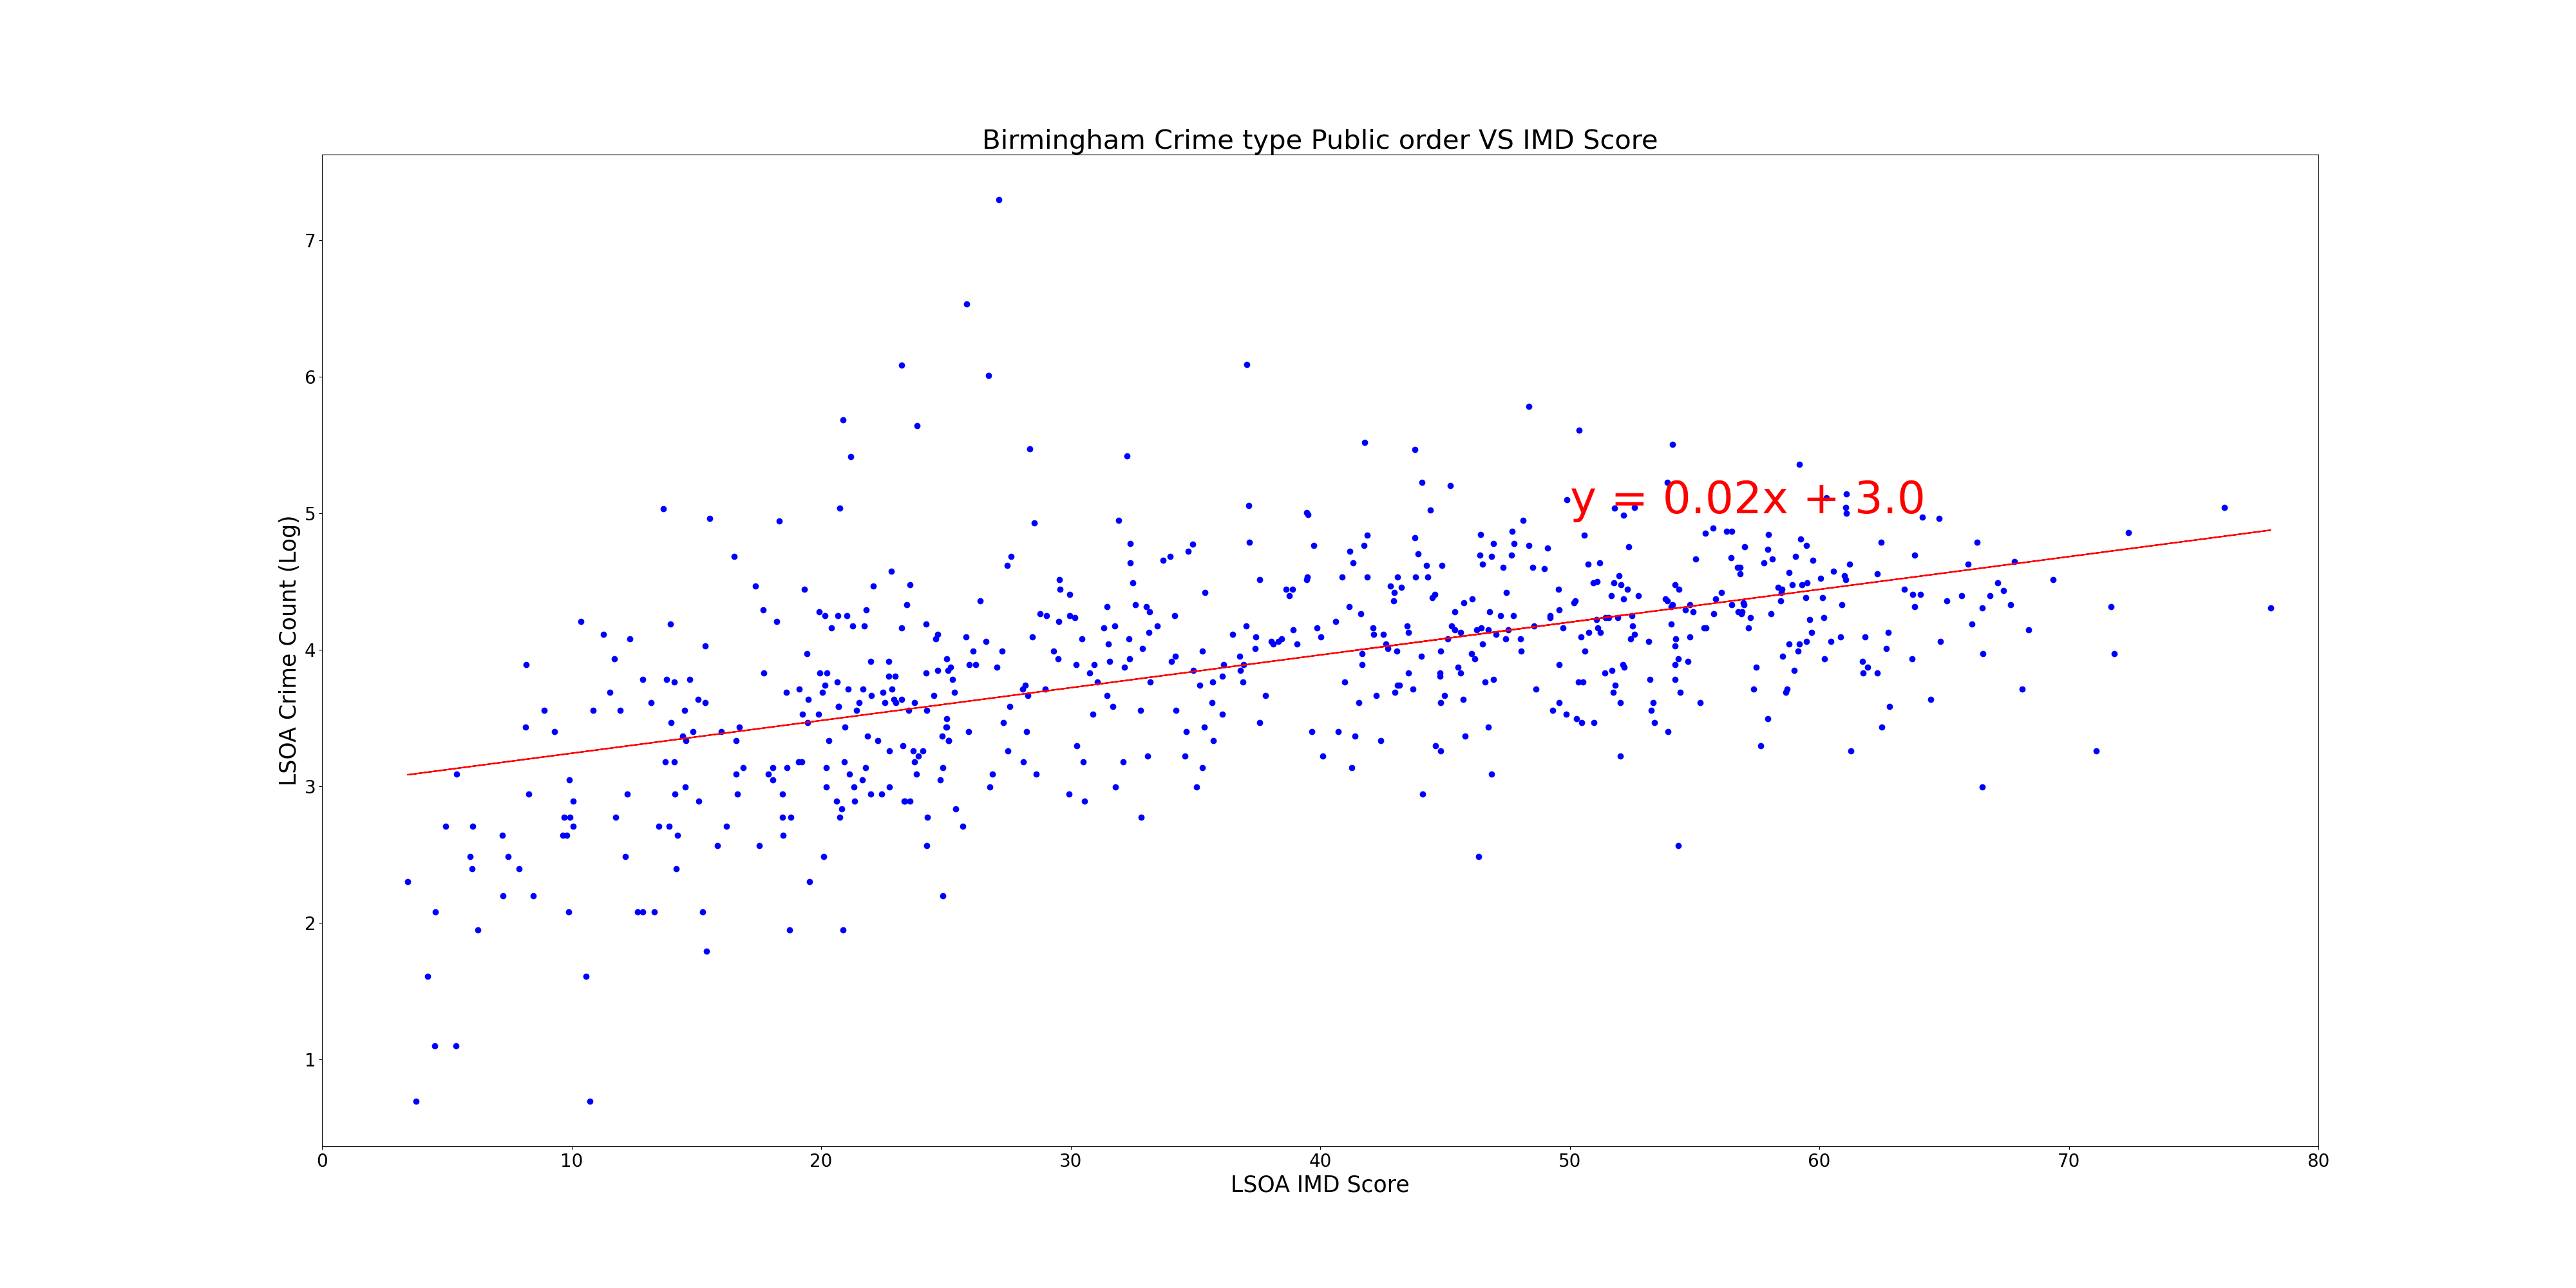 Birmingham Crime type Public order VS IMD Score
7
6
5
4
3
2
1
LSOA Crime Count (Log)
y = 0.02x + 3.0
0 10 20 30 40 50 60 70 80
LSOA IMD Score